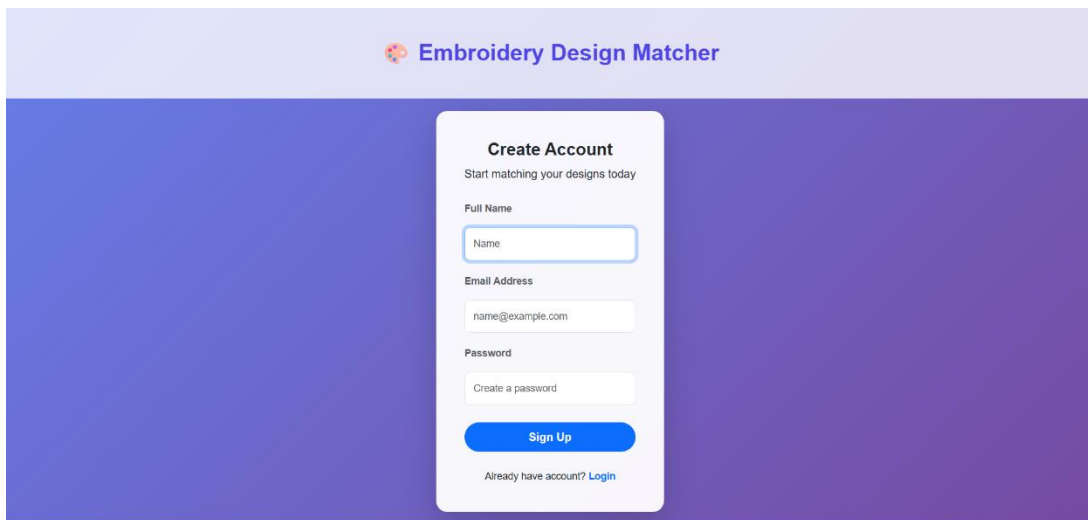 Embroidery Design Matcher
Create Account
Start matching your designs today
Full Name
Name
Email Address
name@example.com
Password
Create a password
Sign Up
Already have account? Login